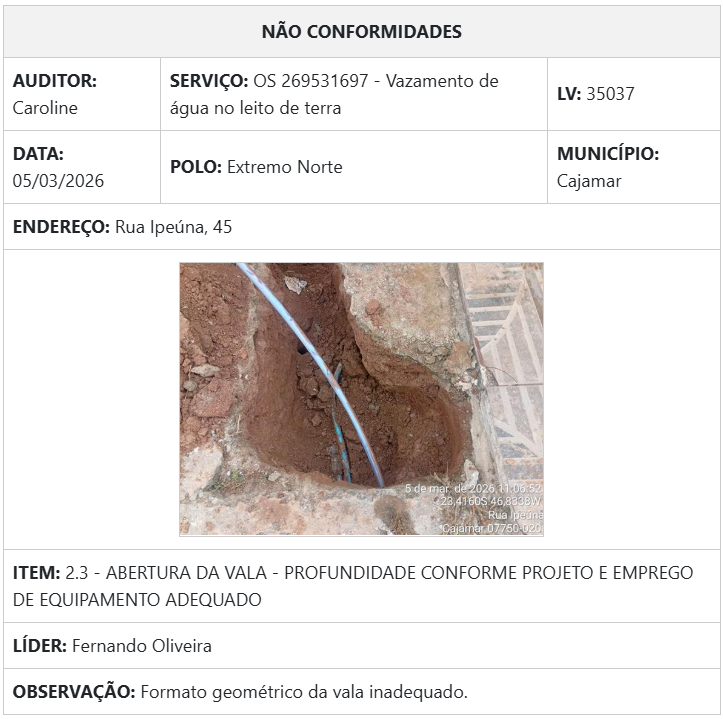 NÃO CONFORMIDADES
AUDITOR:
Caroline
SERVIÇO: OS 269531697 - Vazamento de
água no leito de terra
LV: 35037
DATA:
05/03/2026
POLO: Extremo Norte
MUNICÍPIO:
Cajamar
ENDEREÇO: Rua Ipeúna, 45
5 de mar. de 2026 11:06:52
23,4160S 46,8338W
Rua Ipeúna
Cajamar 07750-020
ITEM: 2.3 - ABERTURA DA VALA - PROFUNDIDADE CONFORME PROJETO E EMPREGO
DE EQUIPAMENTO ADEQUADO
LÍDER: Fernando Oliveira
OBSERVAÇÃO: Formato geométrico da vala inadequado.